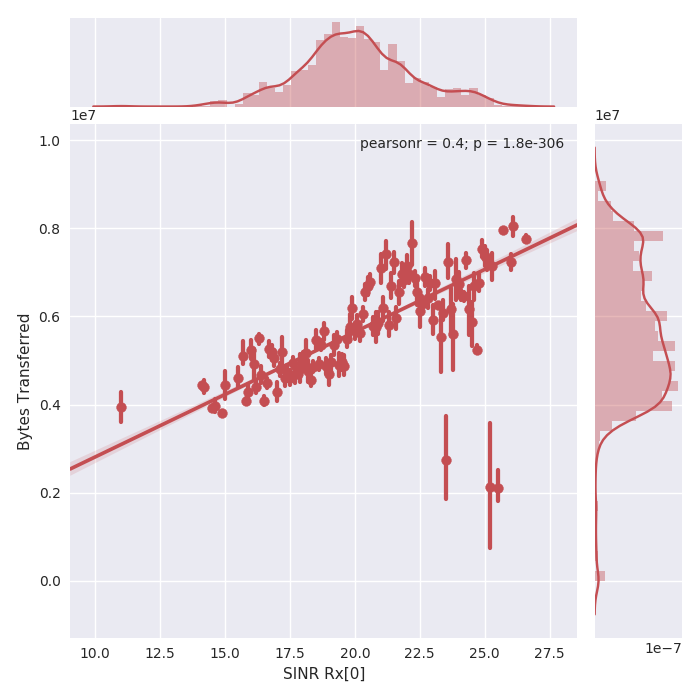 1e7
1e7
pearsonr = 0.4; p = 1.8e-306
1.0
0.8
0.6
0.4
0.2
0.0
Bytes Transferred
10.0 12.5 15.0 17.5 20.0 22.5 25.0 27.5
1e−7
SINR Rx[0]